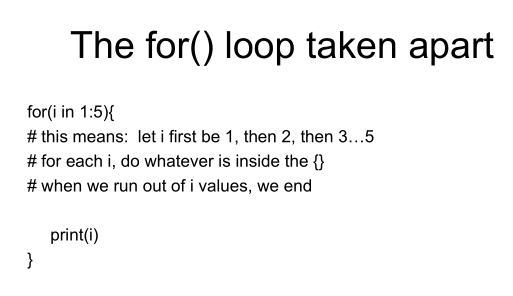 The for() loop taken apart
for(i in 1:5){
# this means:  let i first be 1, then 2, then 3…5
# for each i, do whatever is inside the {}
# when we run out of i values, we end
print(i)
}